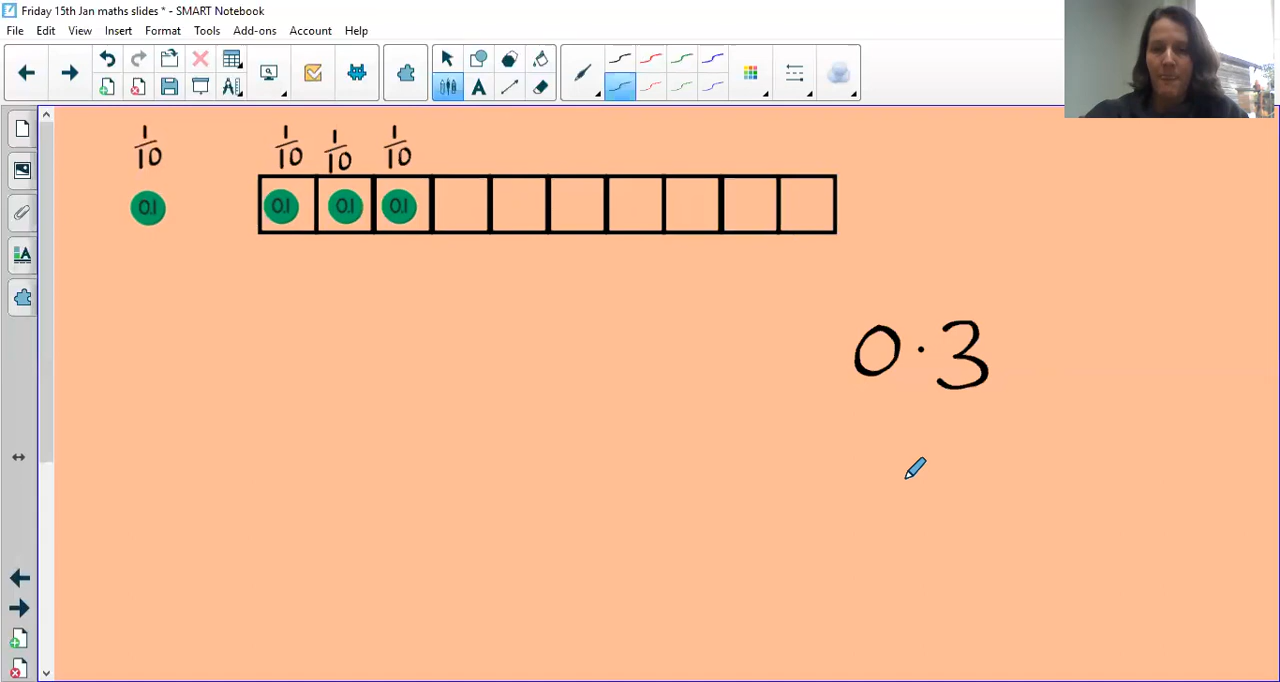 Friday 15th Jan maths slides * - SMART Notebook
File Edit View Insert Format Tools Add-ons Account Help
1/10 1/10 1/10 1/10
0.1 0.1 0.1 0.1
0.3